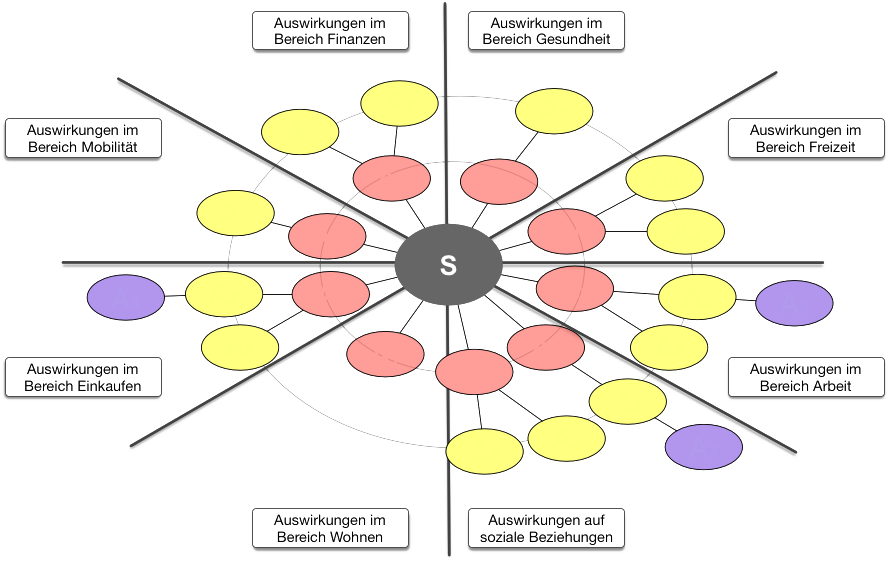 Auswirkungen im
Bereich Finanzen
Auswirkungen im
Bereich Gesundheit
Auswirkungen im
Bereich Mobilität
Auswirkungen im
Bereich Freizeit
S
Auswirkungen im
Bereich Einkaufen
Auswirkungen im
Bereich Arbeit
Auswirkungen im
Bereich Wohnen
Auswirkungen auf
soziale Beziehungen